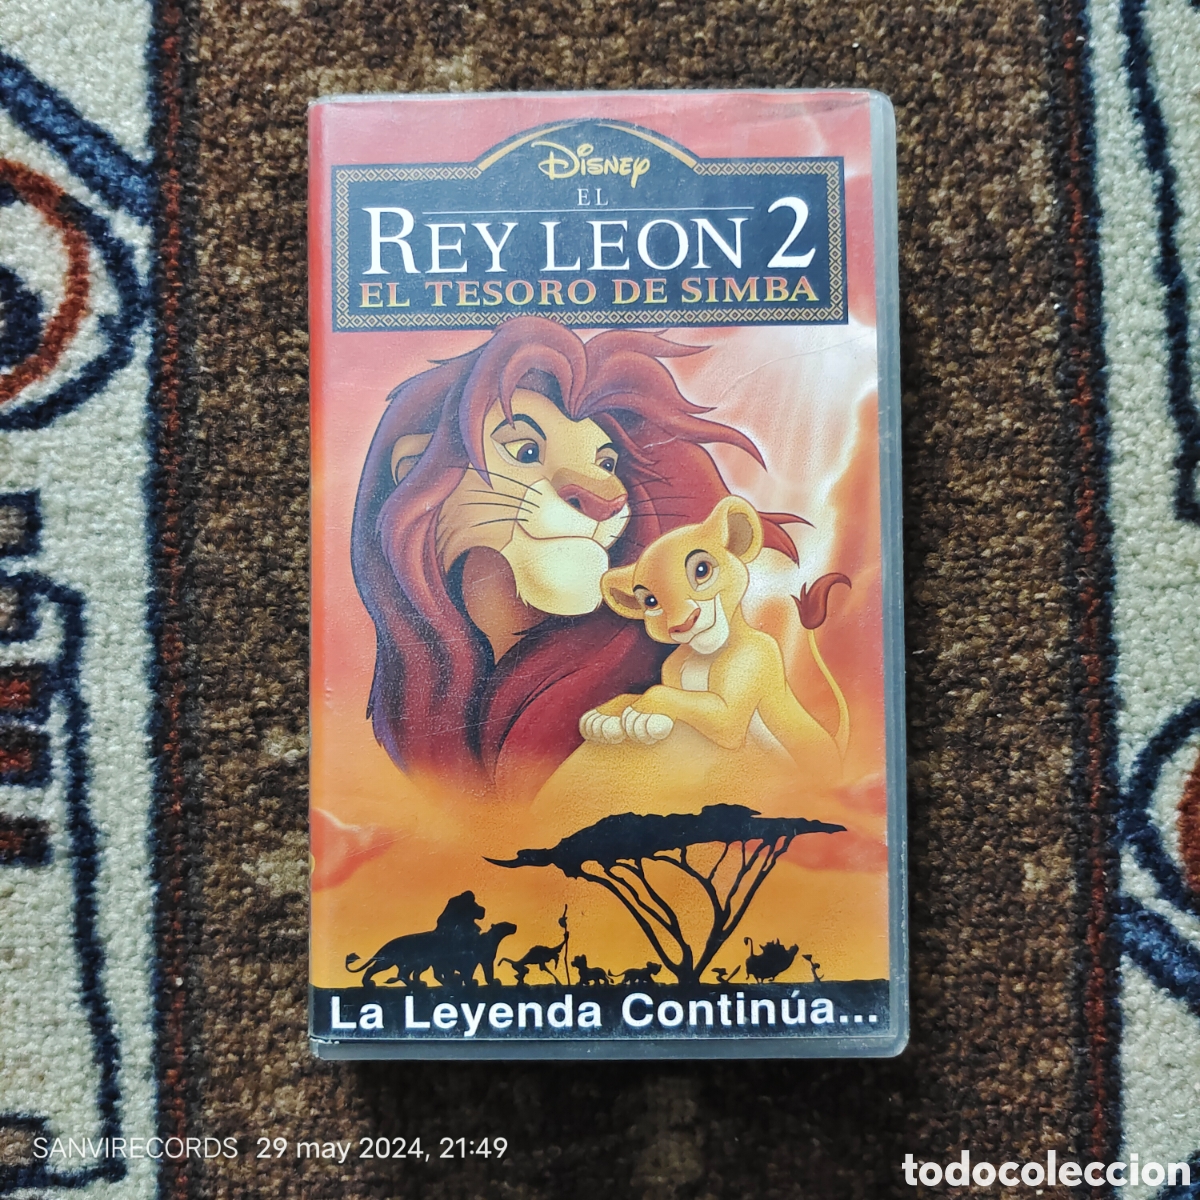 DISNEY
EL
REY LEON 2
EL TESORO DE SIMBA
La Leyenda Continúa...
SANVIRECORDS 29 may 2024, 21:49
todocoleccion